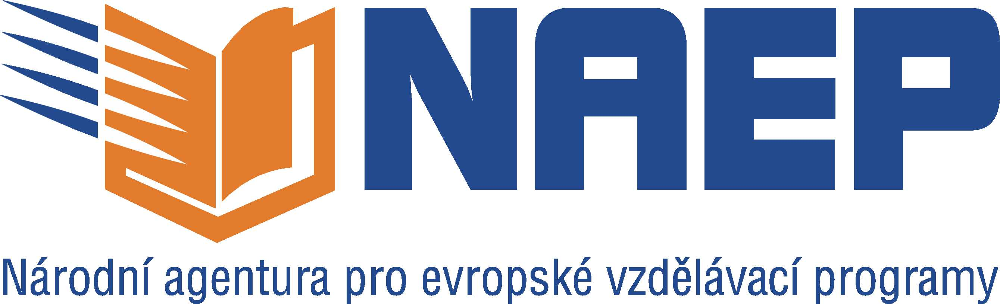 NAEP
Národní agentura pro evropské vzdělávací programy